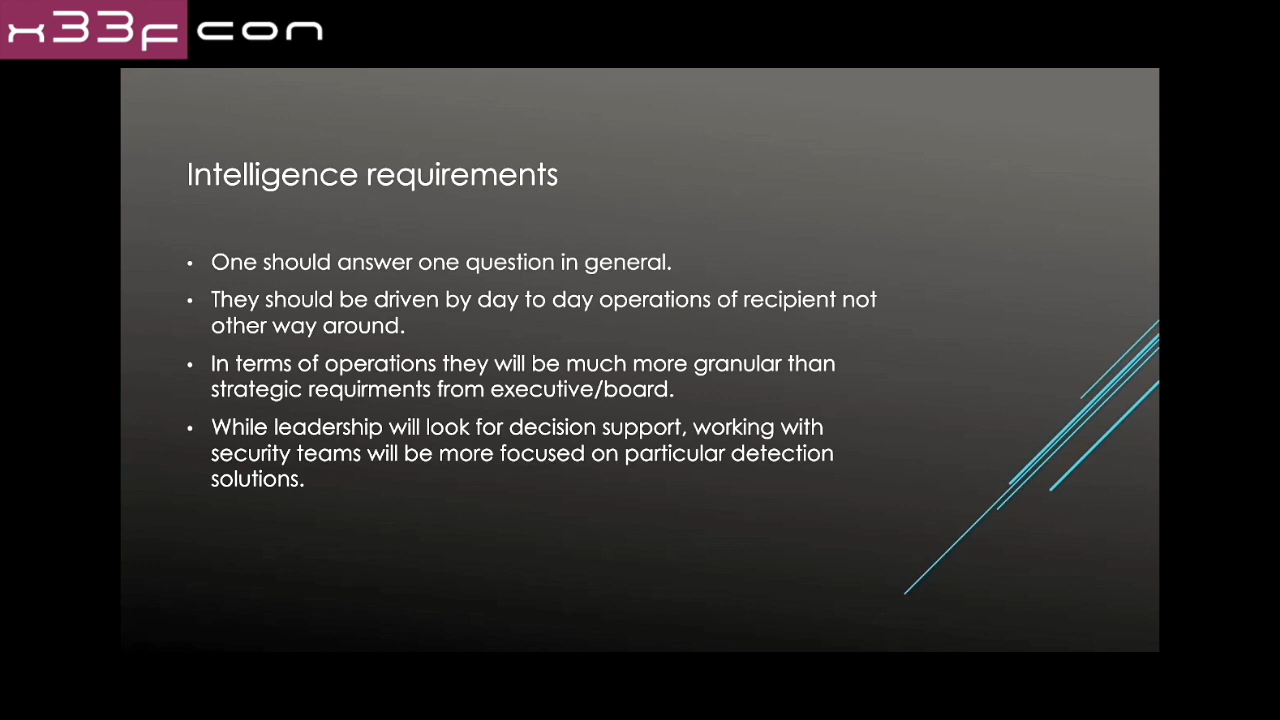 x33fcon
Intelligence requirements
• One should answer one question in general.
• They should be driven by day to day operations of recipient not
other way around.
• In terms of operations they will be much more granular than
strategic requirments from executive/board.
• While leadership will look for decision support, working with
security teams will be more focused on particular detection
solutions.